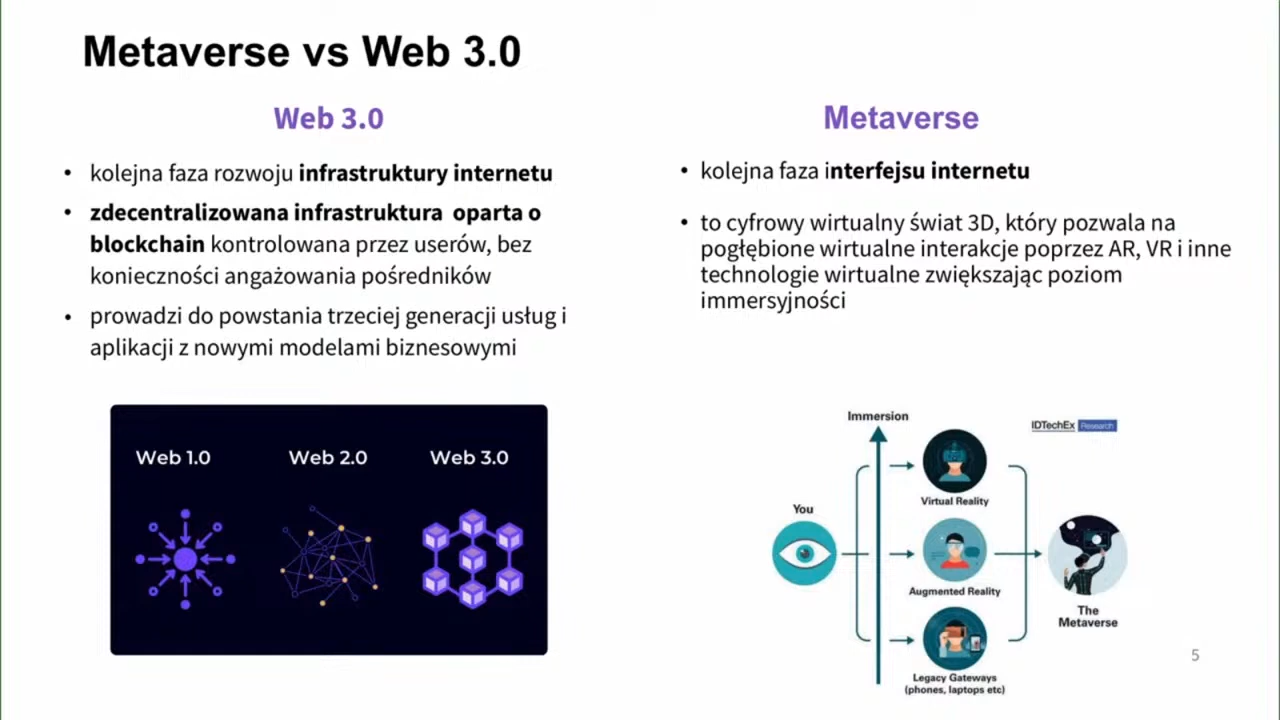 Metaverse vs Web 3.0
Web 3.0
• kolejna faza rozwoju infrastruktury internetu
• zdecentralizowana infrastruktura oparta o
blockchain kontrolowana przez userów, bez
konieczności angażowania pośredników
• prowadzi do powstania trzeciej generacji usług i
aplikacji z nowymi modelami biznesowymi
Web 1.0
Web 2.0
Web 3.0
Metaverse
• kolejna faza interfejsu internetu
• to cyfrowy wirtualny świat 3D, który pozwala na
pogłębione wirtualne interakcje poprzez AR, VR i inne
technologie wirtualne zwiększając poziom
immersyjności
Immersion
IDTechEx Research
You
Virtual Reality
Augmented Reality
The
Metaverse
Legacy Gateways
(phones, laptops etc)
5